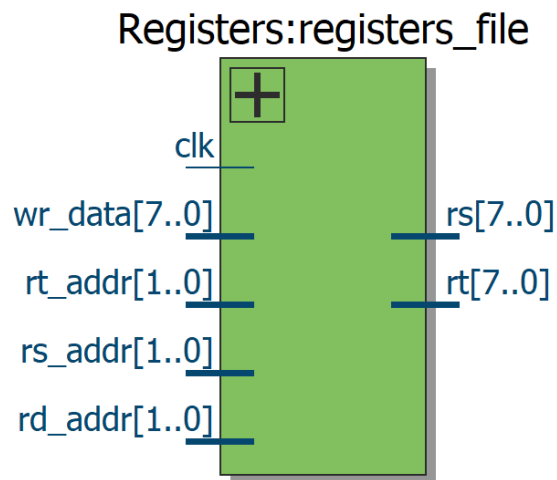 Registers:registers_file
clk
wr_data[7..0]
rs[7..0]
rt_addr[1..0]
rt[7..0]
rs_addr[1..0]
rd_addr[1..0]